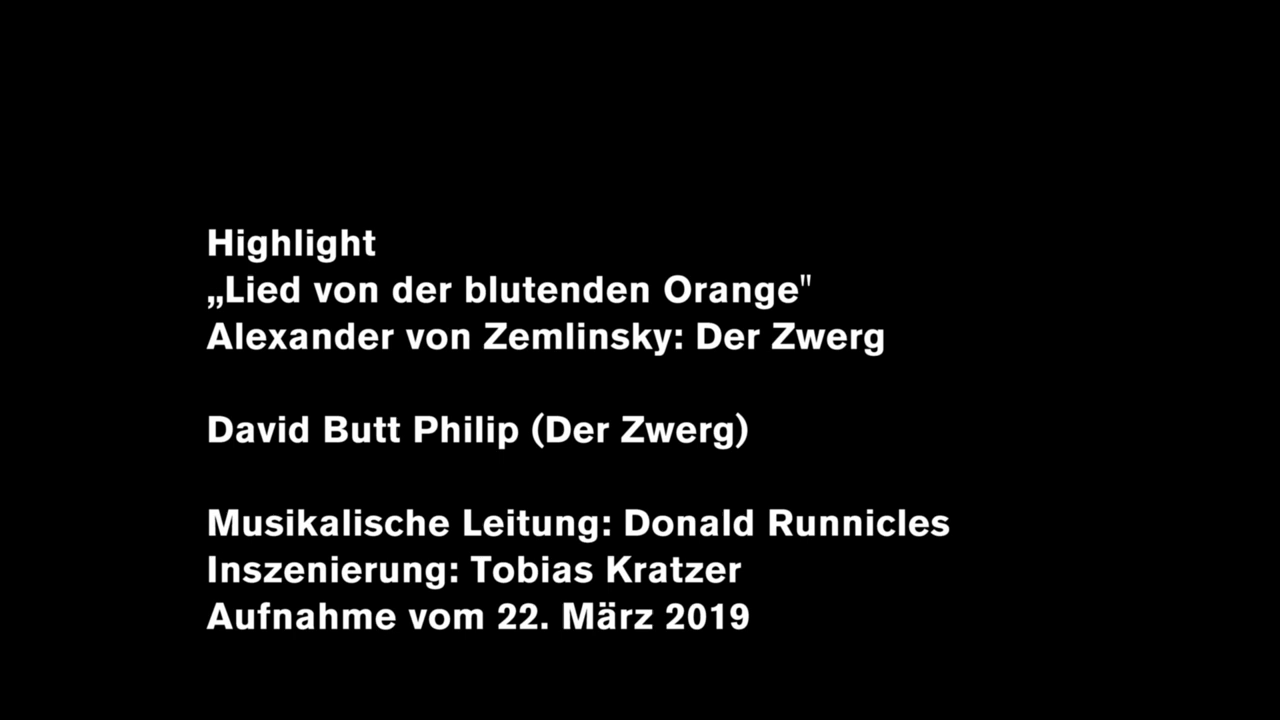 Highlight
„Lied von der blutenden Orange"
Alexander von Zemlinsky: Der Zwerg
David Butt Philip (Der Zwerg)
Musikalische Leitung: Donald Runnicles
Inszenierung: Tobias Kratzer
Aufnahme vom 22. März 2019